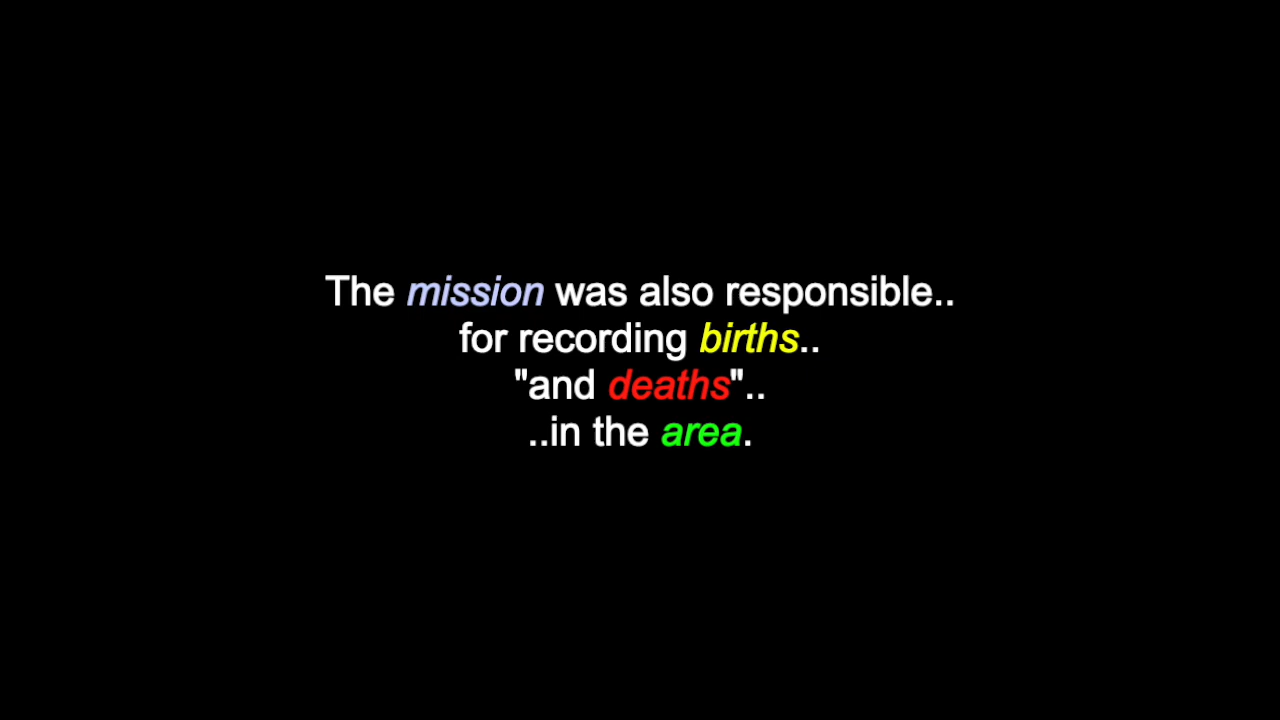 The mission was also responsible..
for recording births..
"and deaths"..
..in the area.